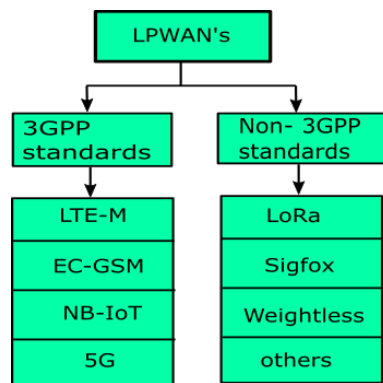 LPWAN's
3GPP
standards
Non- 3GPP
standards
LTE-M
EC-GSM
NB-IoT
5G
LoRa
Sigfox
Weightless
others